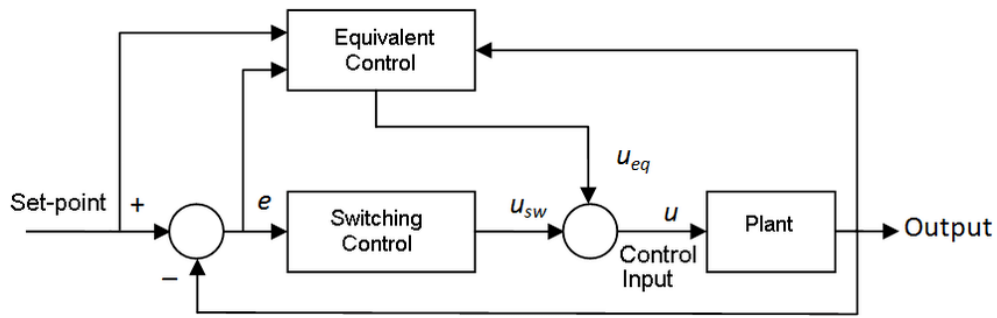 Equivalent
Control
u_eq
Set-point
+
e
Switching
Control
u_sw
u
Control
Input
Plant
Output
−